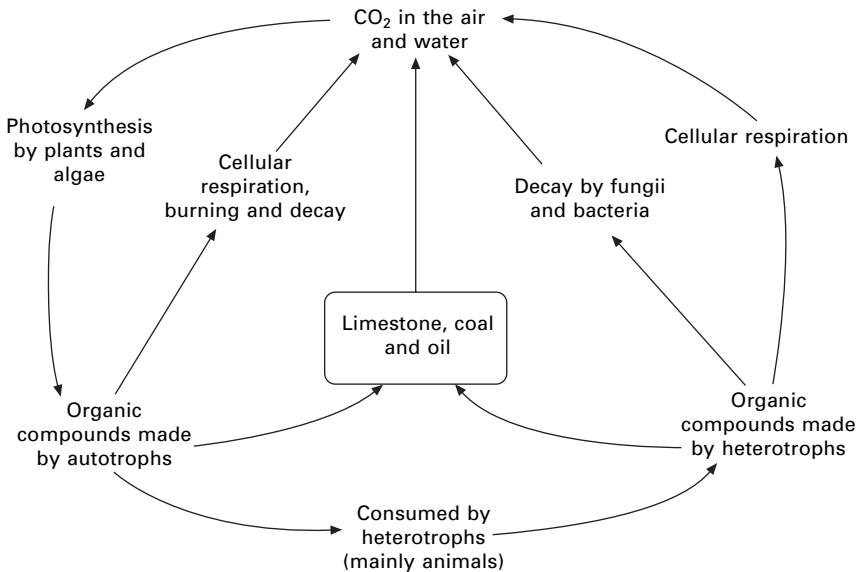 CO₂ in the air
and water
Photosynthesis
by plants and
algae
Cellular
respiration,
burning and decay
Decay by fungii
and bacteria
Cellular respiration
Limestone, coal
and oil
Organic
compounds made
by autotrophs
Organic
compounds made
by heterotrophs
Consumed by
heterotrophs
(mainly animals)